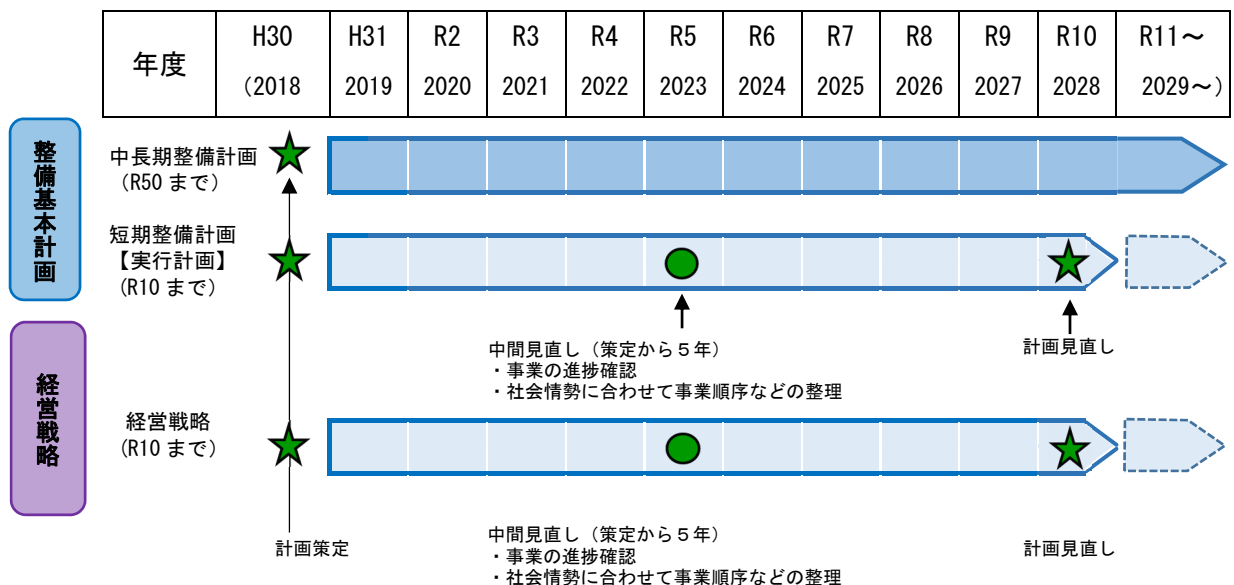 年度 H30 H31 R2 R3 R4 R5 R6 R7 R8 R9 R10 R11～
(2018 2019 2020 2021 2022 2023 2024 2025 2026 2027 2028 2029～)
整備基本計画
中長期整備計画
(R50 まで)
短期整備計画
【実行計画】
(R10 まで)
中間見直し（策定から５年）
・事業の進捗確認
・社会情勢に合わせて事業順序などの整理
計画見直し
経営戦略
経営戦略
(R10 まで)
計画策定
中間見直し（策定から５年）
・事業の進捗確認
・社会情勢に合わせて事業順序などの整理
計画見直し